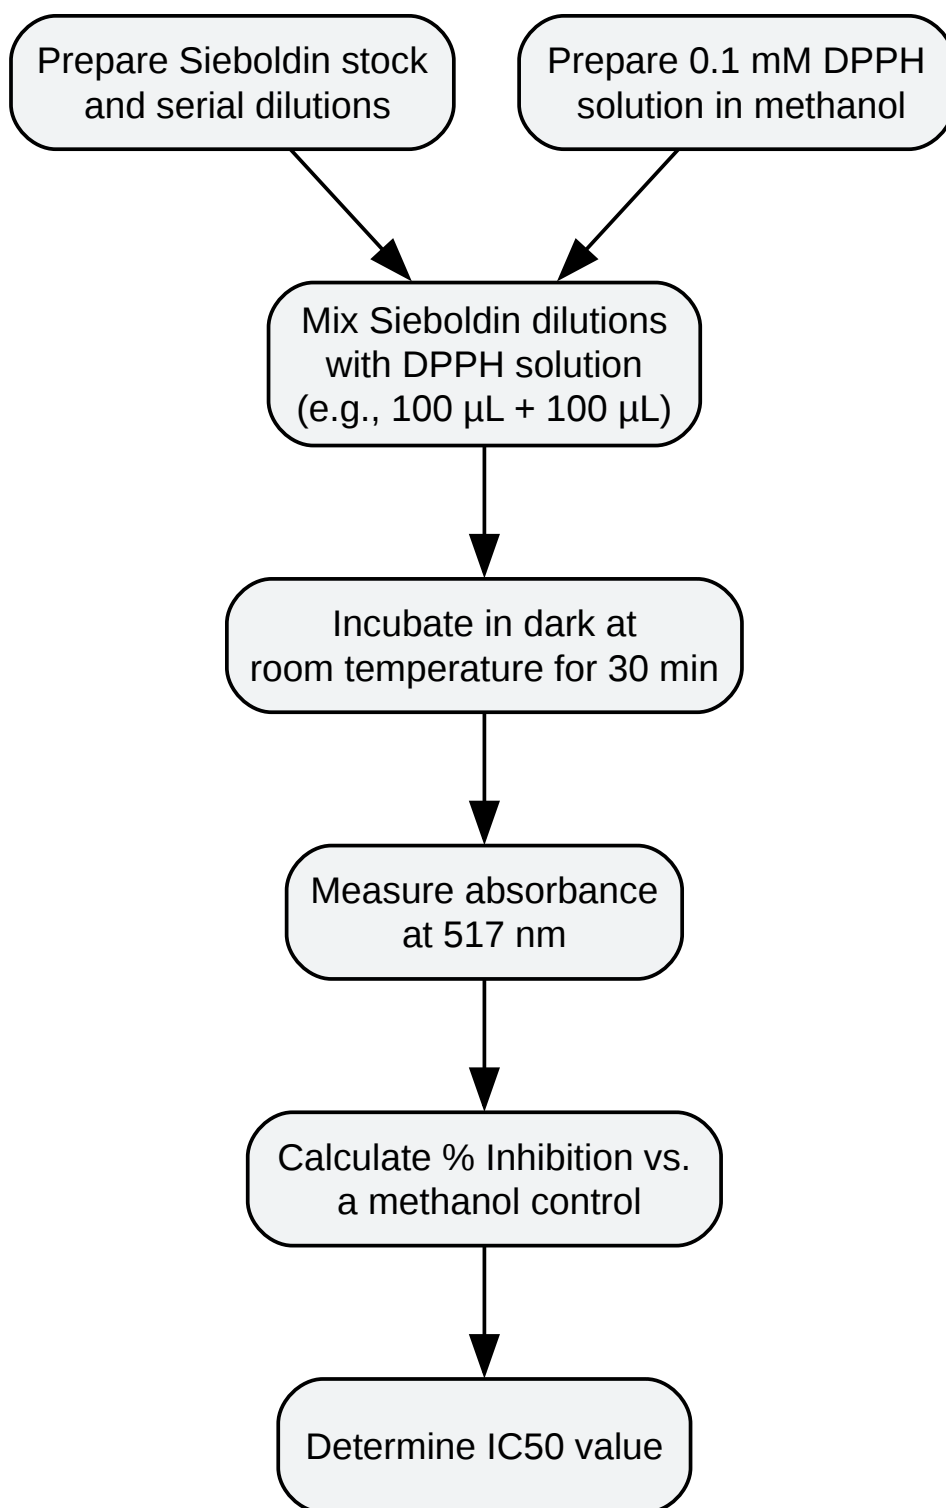 Prepare Sieboldin stock
and serial dilutions
Prepare 0.1 mM DPPH
solution in methanol
Mix Sieboldin dilutions
with DPPH solution
(e.g., 100 µL + 100 µL)
Incubate in dark at
room temperature for 30 min
Measure absorbance
at 517 nm
Calculate % Inhibition vs.
a methanol control
Determine IC50 value